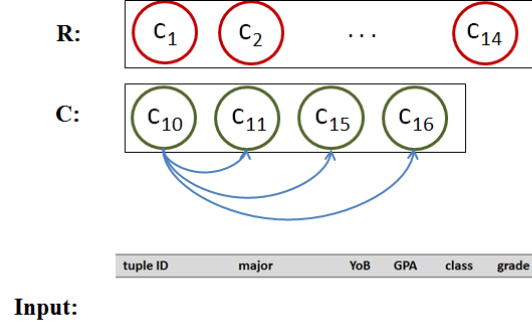 R: C1 C2 ... C14
C: C10 C11 C15 C16
tuple ID major YoB GPA class grade
Input: